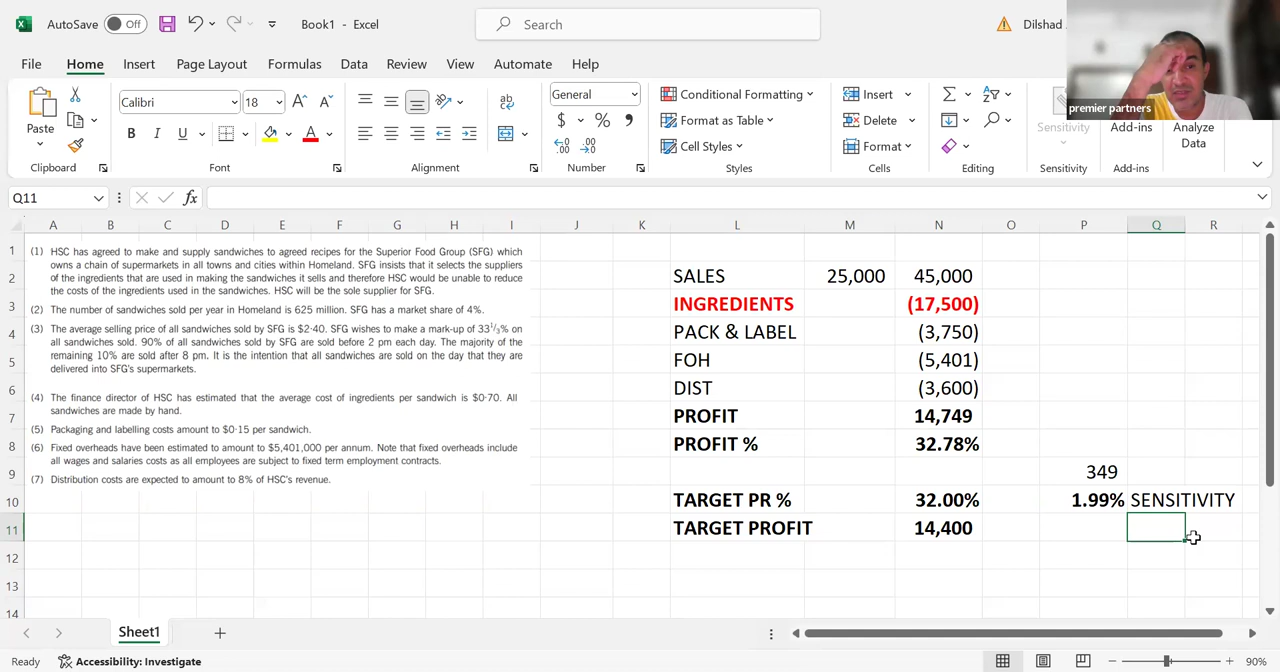 AutoSave Off Book1 - Excel Search Dilshad
premier partners
File Home Insert Page Layout Formulas Data Review View Automate Help
Paste Calibri 18 General Conditional Formatting Insert
B I U A $ % Format as Table Delete Sensitivity Add-ins Analyze Data
Cell Styles Format
Clipboard Font Alignment Number Styles Cells Editing Sensitivity Add-ins
Q11 fx
A B C D E F G H I J K L M N O P Q R
1
2
3
4
5
6
7
8
9
10
11
12
13
14
(1) HSC has agreed to make and supply sandwiches to agreed recipes for the Superior Food Group (SFG) which
owns a chain of supermarkets in all towns and cities within Homeland. SFG insists that it selects the suppliers
of the ingredients that are used in making the sandwiches it sells and therefore HSC would be unable to reduce
the costs of the ingredients used in the sandwiches. HSC will be the sole supplier for SFG.
(2) The number of sandwiches sold per year in Homeland is 625 million. SFG has a market share of 4%.
(3) The average selling price of all sandwiches sold by SFG is $2·40. SFG wishes to make a mark-up of 33 1/3% on
all sandwiches sold. 90% of all sandwiches sold by SFG are sold before 2 pm each day. The majority of the
remaining 10% are sold after 8 pm. It is the intention that all sandwiches are sold on the day that they are
delivered into SFG's supermarkets.
(4) The finance director of HSC has estimated that the average cost of ingredients per sandwich is $0·70. All
sandwiches are made by hand.
(5) Packaging and labelling costs amount to $0·15 per sandwich.
(6) Fixed overheads have been estimated to amount to $5,401,000 per annum. Note that fixed overheads include
all wages and salaries costs as all employees are subject to fixed term employment contracts.
(7) Distribution costs are expected to amount to 8% of HSC's revenue.
SALES 25,000 45,000
INGREDIENTS (17,500)
PACK & LABEL (3,750)
FOH (5,401)
DIST (3,600)
PROFIT 14,749
PROFIT % 32.78%
349
TARGET PR % 32.00% 1.99% SENSITIVITY
TARGET PROFIT 14,400
Sheet1
Ready Accessibility: Investigate 90%